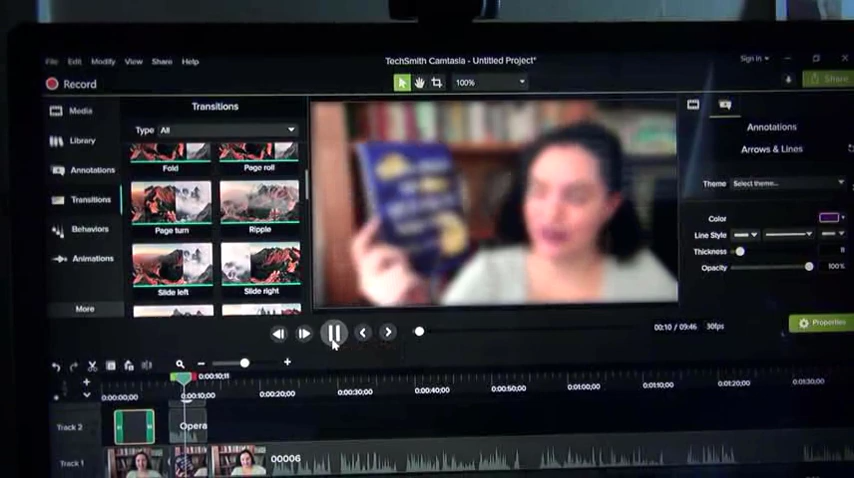 File Edit Modify View Share Help
TechSmith Camtasia - Untitled Project*
Sign in
Record
100%
Share
Media
Library
Annotations
Transitions
Behaviors
Animations
More
Transitions
Type All
Fold
Page roll
Page turn
Ripple
Slide left
Slide right
Annotations
Arrows & Lines
Theme Select theme...
Color
Line Style
Thickness 8
Opacity 100%
00:10 / 09:46 30fps
Properties
0:00:10;11
0:00:00;00 0:00:10;00 0:00:20;00 0:00:30;00 0:00:40;00 0:00:50;00 0:01:00;00 0:01:10;00 0:01:20;00 0:01:30;00
Track 2
Opera
Track 1
00006